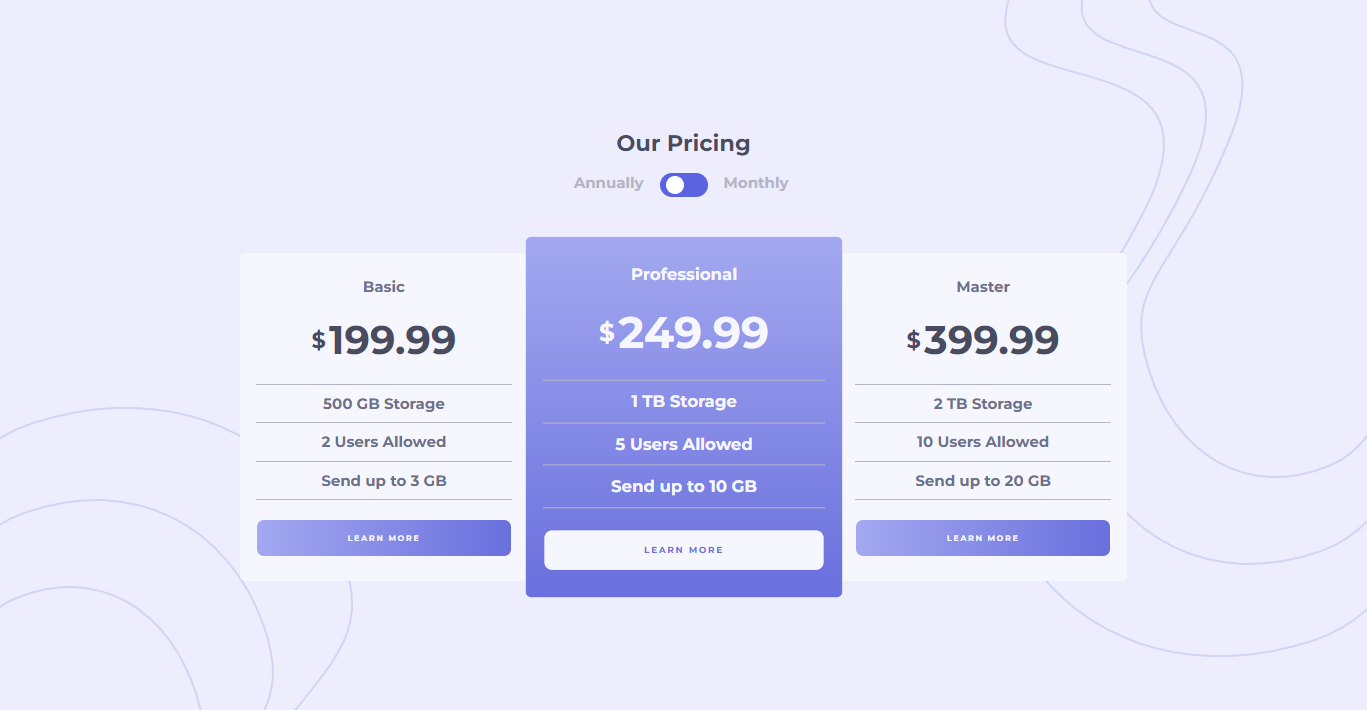 Our Pricing
Annually Monthly
Basic
$199.99
500 GB Storage
2 Users Allowed
Send up to 3 GB
LEARN MORE
Professional
$249.99
1 TB Storage
5 Users Allowed
Send up to 10 GB
LEARN MORE
Master
$399.99
2 TB Storage
10 Users Allowed
Send up to 20 GB
LEARN MORE